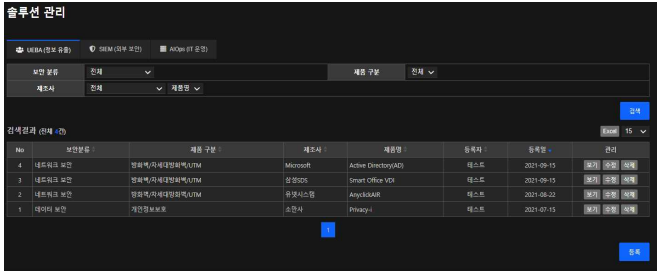 솔루션 관리
UEBA (정보 유출) SIEM (외부 보안) AIOps (IT 운영)
보안 분류 전체 제품 구분 전체
제조사 전체 제품명
검색
검색결과 (전체 4건) Excel 15
No 보안분류 제품 구분 제조사 제품명 등록자 등록일 관리
4 네트워크 보안 방화벽/차세대방화벽/UTM Microsoft Active Directory(AD) 테스트 2021-09-15 보기 수정 삭제
3 네트워크 보안 방화벽/차세대방화벽/UTM 삼성SDS Smart Office VDI 테스트 2021-09-15 보기 수정 삭제
2 네트워크 보안 방화벽/차세대방화벽/UTM 유넷시스템 AnyclickAIR 테스트 2021-08-22 보기 수정 삭제
1 데이터 보안 개인정보보호 소만사 Privacy-i 테스트 2021-07-15 보기 수정 삭제
1
등록